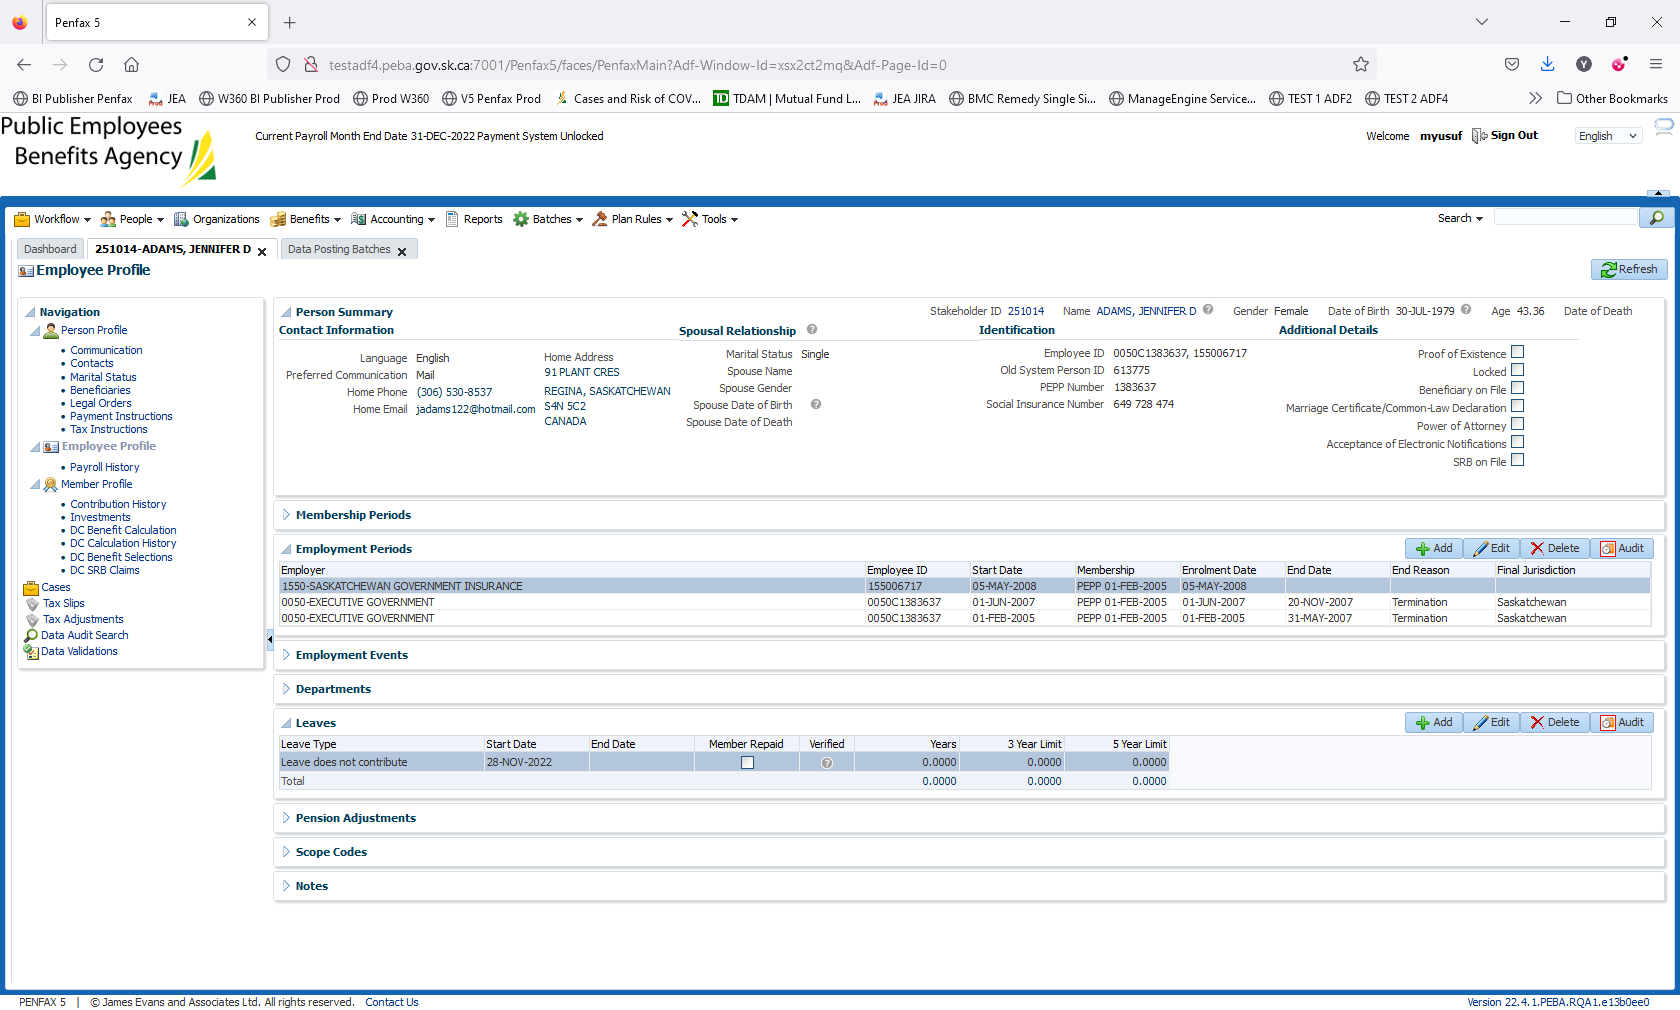 Penfax 5
testadf4.peba.gov.sk.ca:7001/Penfax5/faces/PenfaxMain?Adf-Window-Id=xsx2ct2mq&Adf-Page-Id=0
BI Publisher Penfax JEA W360 BI Publisher Prod Prod W360 V5 Penfax Prod Cases and Risk of COV... TDAM | Mutual Fund L... JEA JIRA BMC Remedy Single Si... ManageEngine Service... TEST 1 ADF2 TEST 2 ADF4 Other Bookmarks
Public Employees
Benefits Agency
Current Payroll Month End Date 31-DEC-2022 Payment System Unlocked
Welcome myusuf Sign Out English
Workflow People Organizations Benefits Accounting Reports Batches Plan Rules Tools Search
Dashboard 251014-ADAMS, JENNIFER D Data Posting Batches
Employee Profile Refresh
Navigation
Person Profile
Communication
Contacts
Marital Status
Beneficiaries
Legal Orders
Payment Instructions
Tax Instructions
Employee Profile
Payroll History
Member Profile
Contribution History
Investments
DC Benefit Calculation
DC Calculation History
DC Benefit Selections
DC SRB Claims
Cases
Tax Slips
Tax Adjustments
Data Audit Search
Data Validations
Person Summary Stakeholder ID 251014 Name ADAMS, JENNIFER D Gender Female Date of Birth 30-JUL-1979 Age 43.36 Date of Death
Contact Information
Language English
Preferred Communication Mail
Home Phone (306) 530-8537
Home Email jadams122@hotmail.com
Home Address
91 PLANT CRES
REGINA, SASKATCHEWAN
S4N 5C2
CANADA
Spousal Relationship
Marital Status Single
Spouse Name
Spouse Gender
Spouse Date of Birth
Spouse Date of Death
Identification
Employee ID 0050C1383637, 155006717
Old System Person ID 613775
PEPP Number 1383637
Social Insurance Number 649 728 474
Additional Details
Proof of Existence
Locked
Beneficiary on File
Marriage Certificate/Common-Law Declaration
Power of Attorney
Acceptance of Electronic Notifications
SRB on File
Membership Periods
Employment Periods Add Edit Delete Audit
Employer Employee ID Start Date Membership Enrolment Date End Date End Reason Final Jurisdiction
1550-SASKATCHEWAN GOVERNMENT INSURANCE 155006717 05-MAY-2008 PEPP 01-FEB-2005 05-MAY-2008
0050-EXECUTIVE GOVERNMENT 0050C1383637 01-JUN-2007 PEPP 01-FEB-2005 01-JUN-2007 20-NOV-2007 Termination Saskatchewan
0050-EXECUTIVE GOVERNMENT 0050C1383637 01-FEB-2005 PEPP 01-FEB-2005 01-FEB-2005 31-MAY-2007 Termination Saskatchewan
Employment Events
Departments
Leaves Add Edit Delete Audit
Leave Type Start Date End Date Member Repaid Verified Years 3 Year Limit 5 Year Limit
Leave does not contribute 28-NOV-2022 0.0000 0.0000 0.0000
Total 0.0000 0.0000 0.0000
Pension Adjustments
Scope Codes
Notes
PENFAX 5 | © James Evans and Associates Ltd. All rights reserved. Contact Us Version 22.4.1.PEBA.RQA1.e13b0ee0